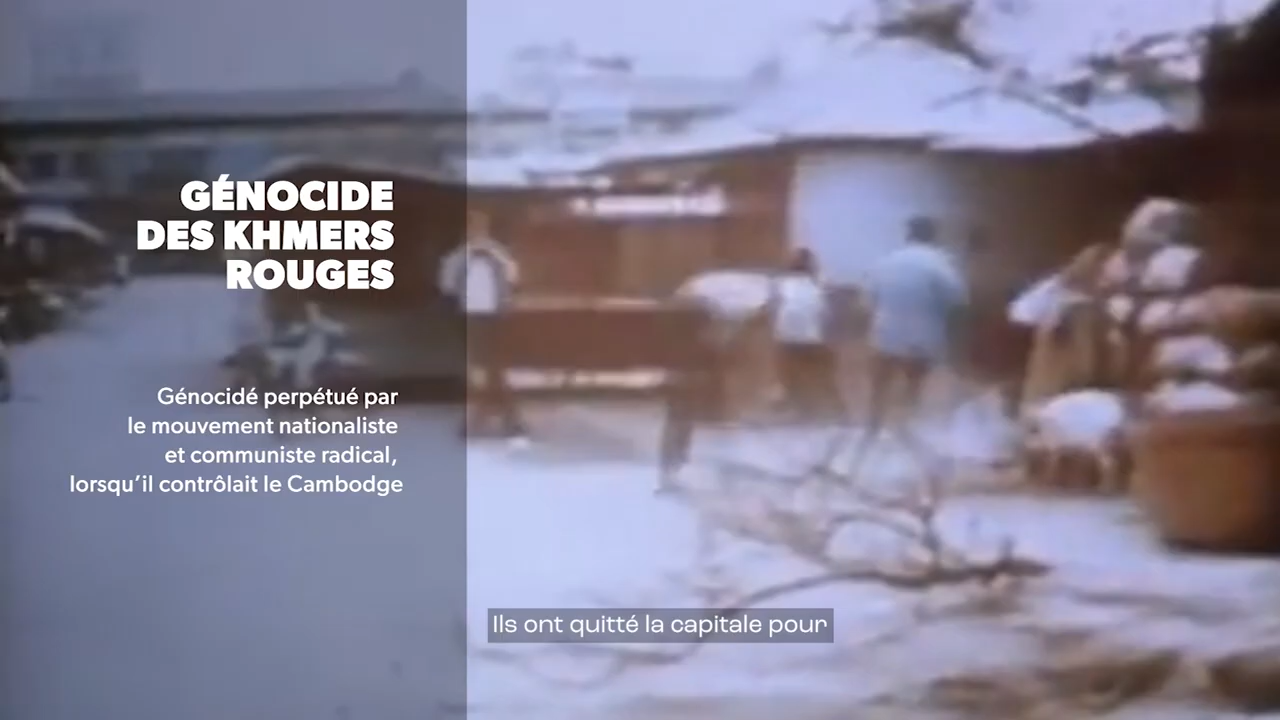 GÉNOCIDE
DES KHMERS
ROUGES
Génocidé perpétué par
le mouvement nationaliste
et communiste radical,
lorsqu'il contrôlait le Cambodge
Ils ont quitté la capitale pour